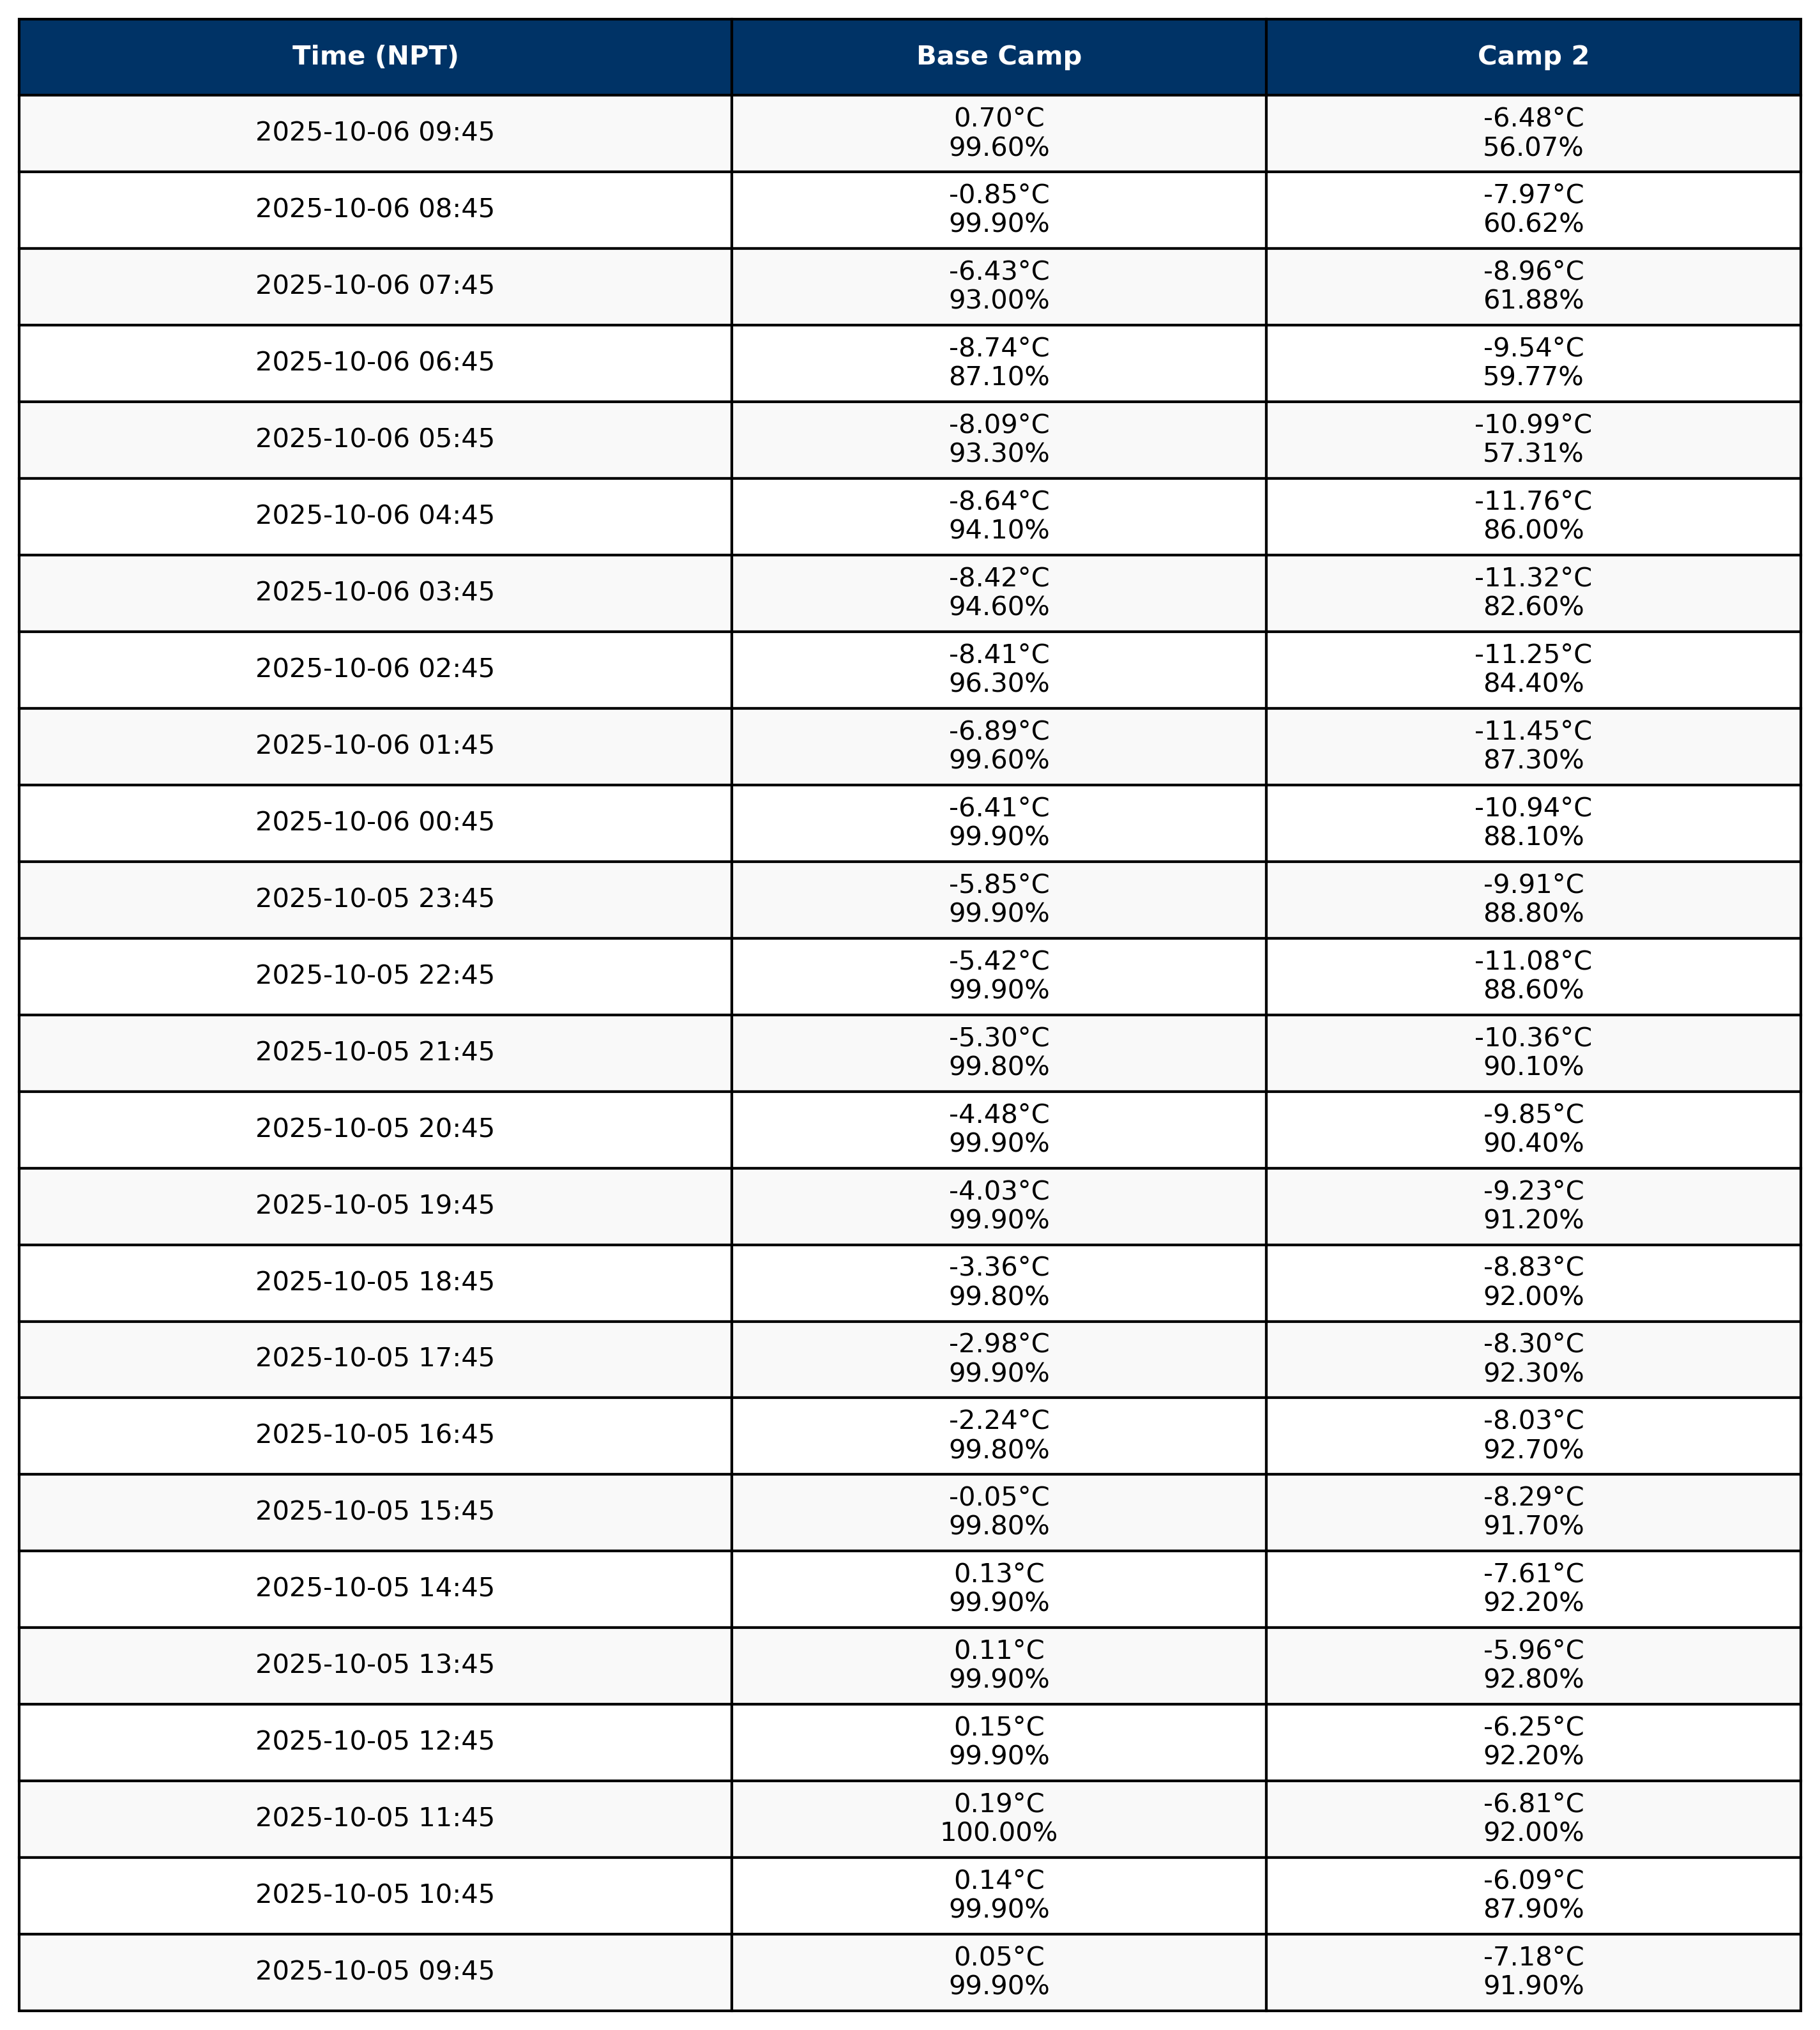 Time (NPT) Base Camp Camp 2
2025-10-06 09:45 0.70°C -6.48°C
99.60% 56.07%
2025-10-06 08:45 -0.85°C -7.97°C
99.90% 60.62%
2025-10-06 07:45 -6.43°C -8.96°C
93.00% 61.88%
2025-10-06 06:45 -8.74°C -9.54°C
87.10% 59.77%
2025-10-06 05:45 -8.09°C -10.99°C
93.30% 57.31%
2025-10-06 04:45 -8.64°C -11.76°C
94.10% 86.00%
2025-10-06 03:45 -8.42°C -11.32°C
94.60% 82.60%
2025-10-06 02:45 -8.41°C -11.25°C
96.30% 84.40%
2025-10-06 01:45 -6.89°C -11.45°C
99.60% 87.30%
2025-10-06 00:45 -6.41°C -10.94°C
99.90% 88.10%
2025-10-05 23:45 -5.85°C -9.91°C
99.90% 88.80%
2025-10-05 22:45 -5.42°C -11.08°C
99.90% 88.60%
2025-10-05 21:45 -5.30°C -10.36°C
99.80% 90.10%
2025-10-05 20:45 -4.48°C -9.85°C
99.90% 90.40%
2025-10-05 19:45 -4.03°C -9.23°C
99.90% 91.20%
2025-10-05 18:45 -3.36°C -8.83°C
99.80% 92.00%
2025-10-05 17:45 -2.98°C -8.30°C
99.90% 92.30%
2025-10-05 16:45 -2.24°C -8.03°C
99.80% 92.70%
2025-10-05 15:45 -0.05°C -8.29°C
99.80% 91.70%
2025-10-05 14:45 0.13°C -7.61°C
99.90% 92.20%
2025-10-05 13:45 0.11°C -5.96°C
99.90% 92.80%
2025-10-05 12:45 0.15°C -6.25°C
99.90% 92.20%
2025-10-05 11:45 0.19°C -6.81°C
100.00% 92.00%
2025-10-05 10:45 0.14°C -6.09°C
99.90% 87.90%
2025-10-05 09:45 0.05°C -7.18°C
99.90% 91.90%